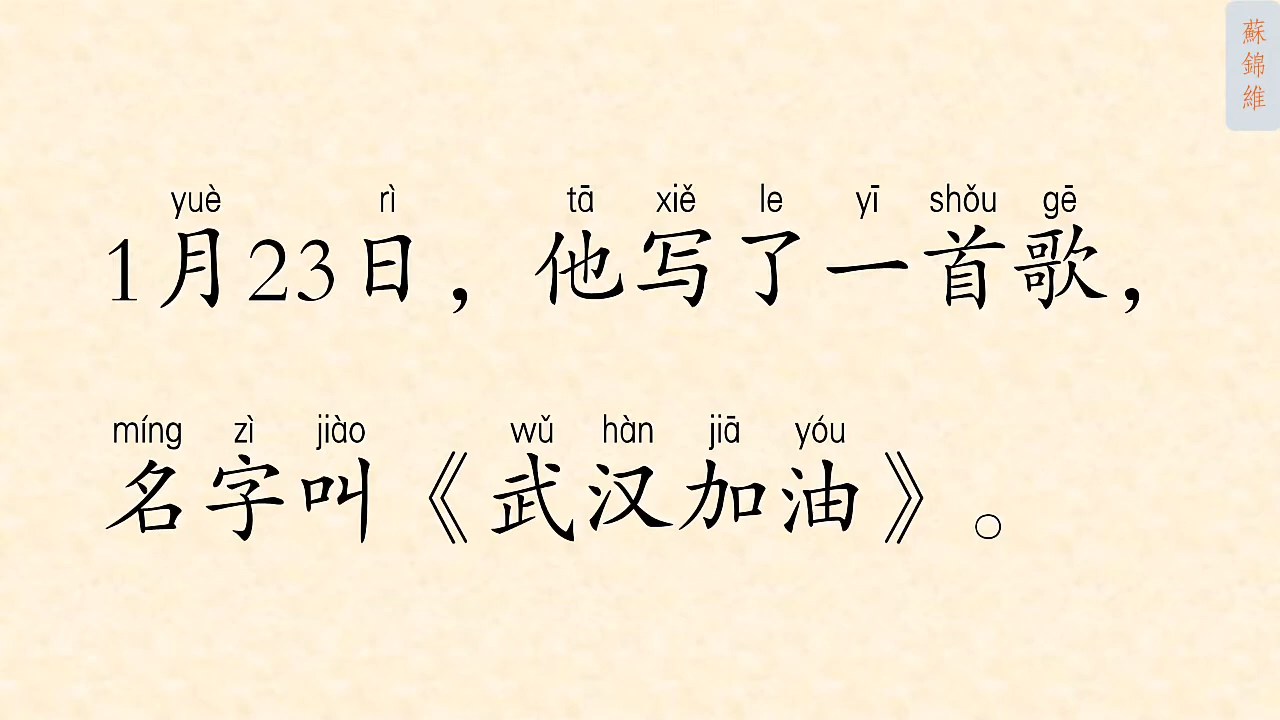 yuè rì tā xiě le yī shǒu gē
1月23日，他写了一首歌，
míng zì jiào wǔ hàn jiā yóu
名字叫《武汉加油》。
蘇錦維